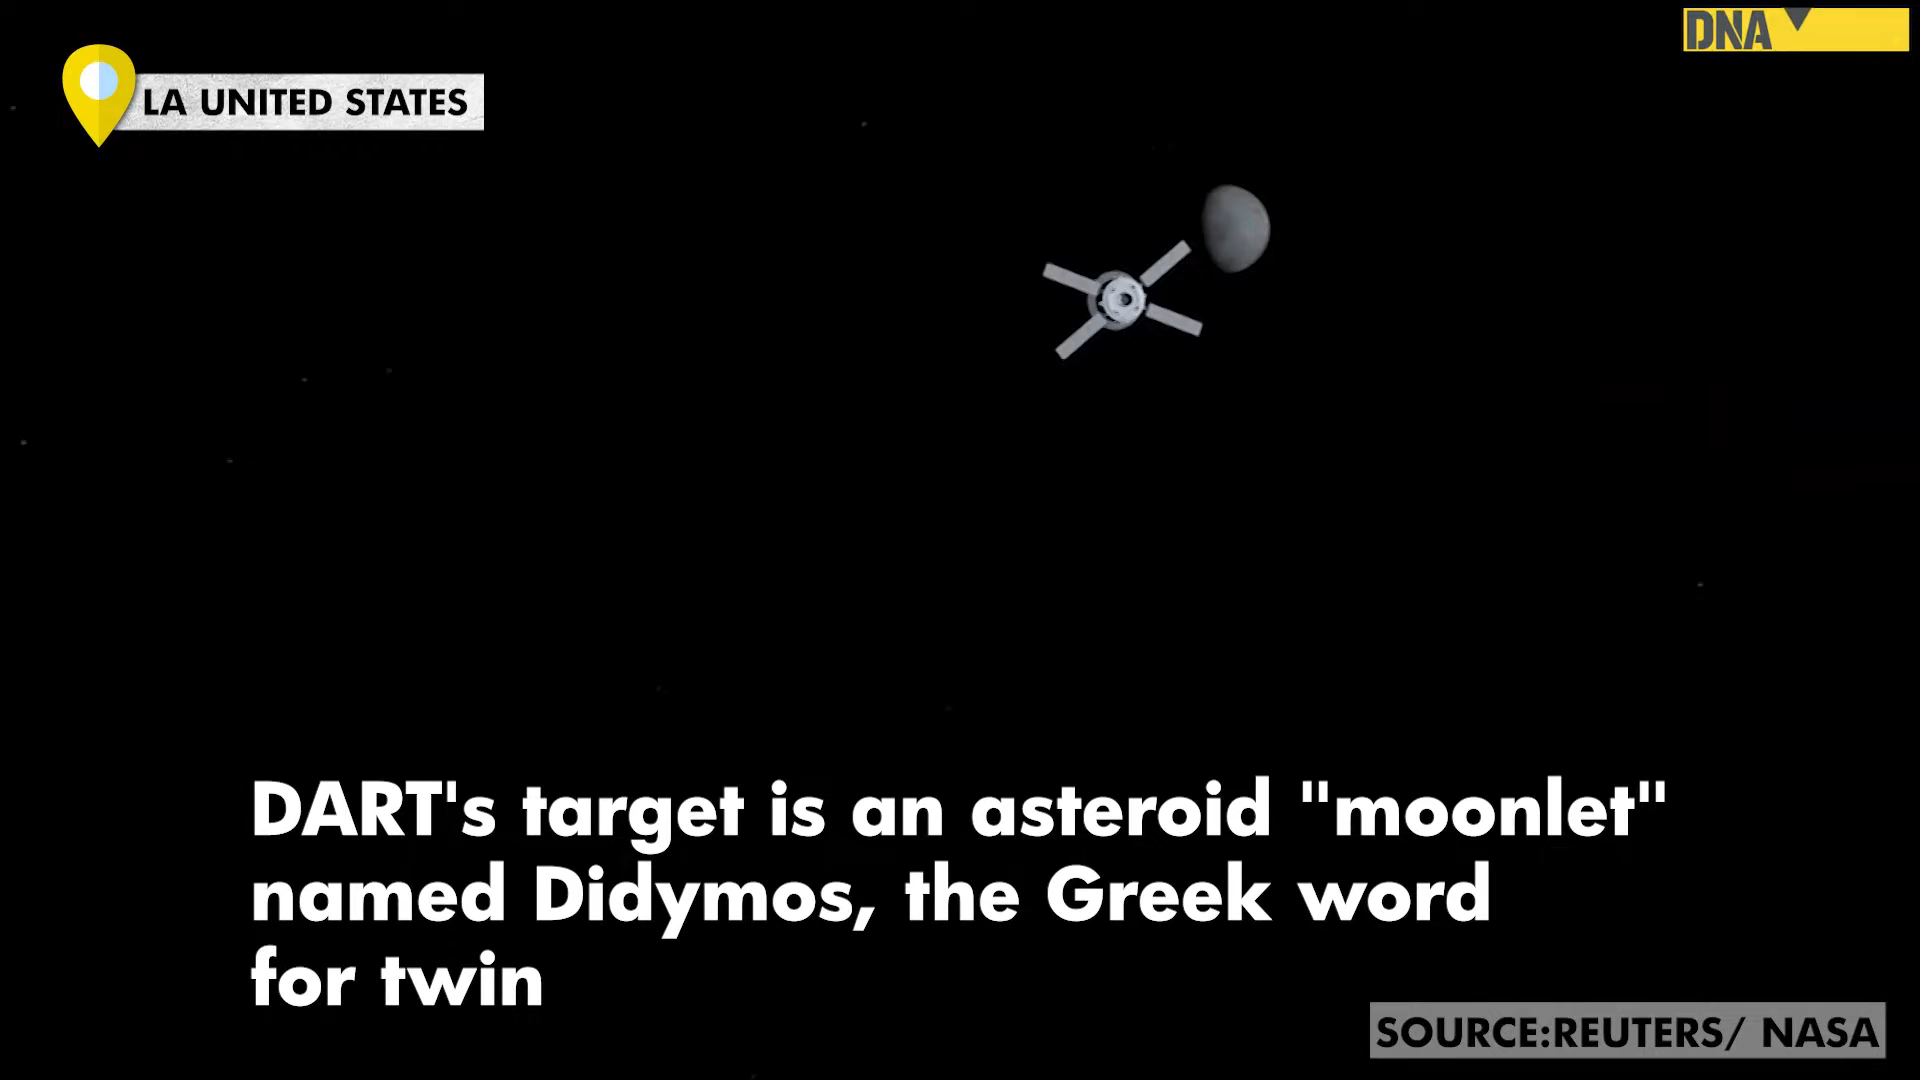 DNA
LA UNITED STATES
DART's target is an asteroid "moonlet"
named Didymos, the Greek word
for twin
SOURCE:REUTERS/ NASA